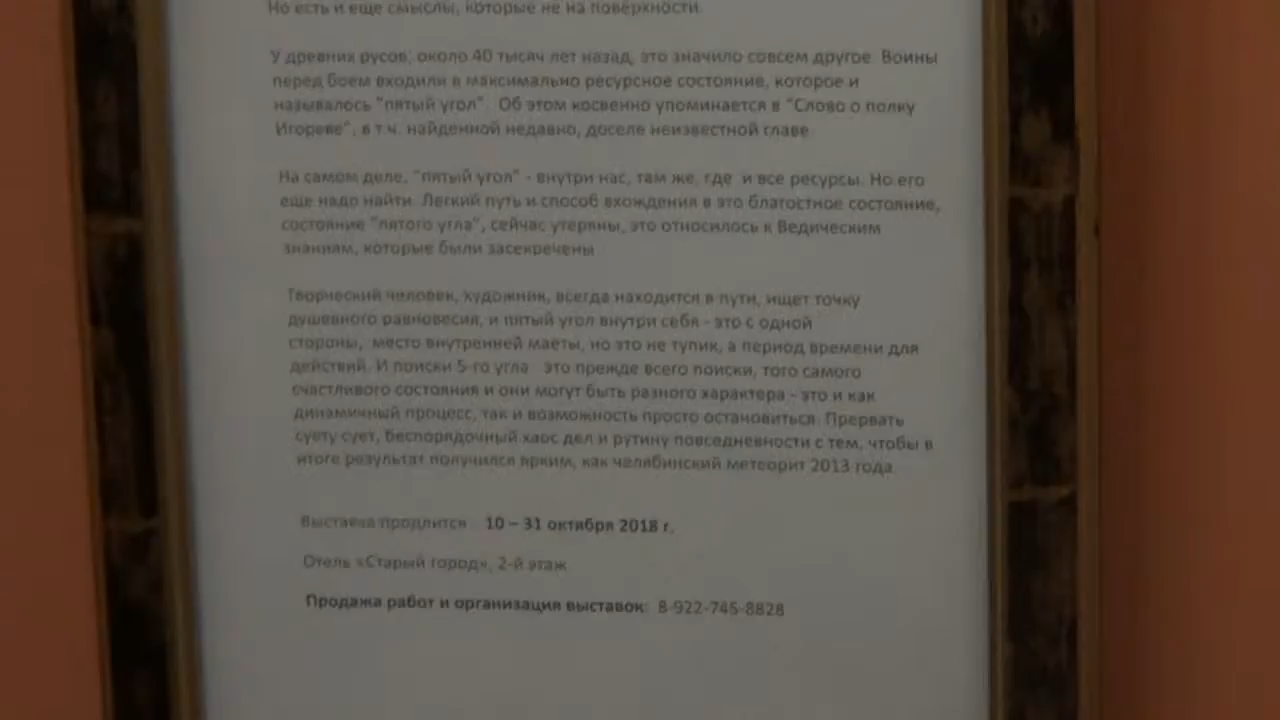 Но есть и еще смыслы, которые не на поверхности.
У древних русов, около 40 тысяч лет назад, это значило совсем другое. Воины
перед боем входили в максимально ресурсное состояние, которое и
называлось "пятый угол". Об этом косвенно упоминается в "Слово о полку
Игореве", в т.ч. найденной недавно, доселе неизвестной главе.
На самом деле, "пятый угол" - внутри нас, там же, где и все ресурсы. Но его
еще надо найти. Легкий путь и способ вхождения в это благостное состояние,
состояние "пятого угла", сейчас утеряны, это относилось к Ведическим
знаниям, которые были засекречены.
Творческий человек, художник, всегда находится в пути, ищет точку
душевного равновесия, и пятый угол внутри себя - это с одной
стороны, место внутренней маеты, но это не тупик, а период времени для
действий. И поиски 5-го угла - это прежде всего поиски, того самого
счастливого состояния и они могут быть разного характера - это и как
динамичный процесс, так и возможность просто остановиться. Прервать
суету сует, беспорядочный хаос дел и рутину повседневности с тем, чтобы в
итоге результат получился ярким, как челябинский метеорит 2013 года.
Выставка продлится 10 – 31 октября 2018 г.
Отель «Старый город», 2-й этаж
Продажа работ и организация выставок: 8-922-745-8828